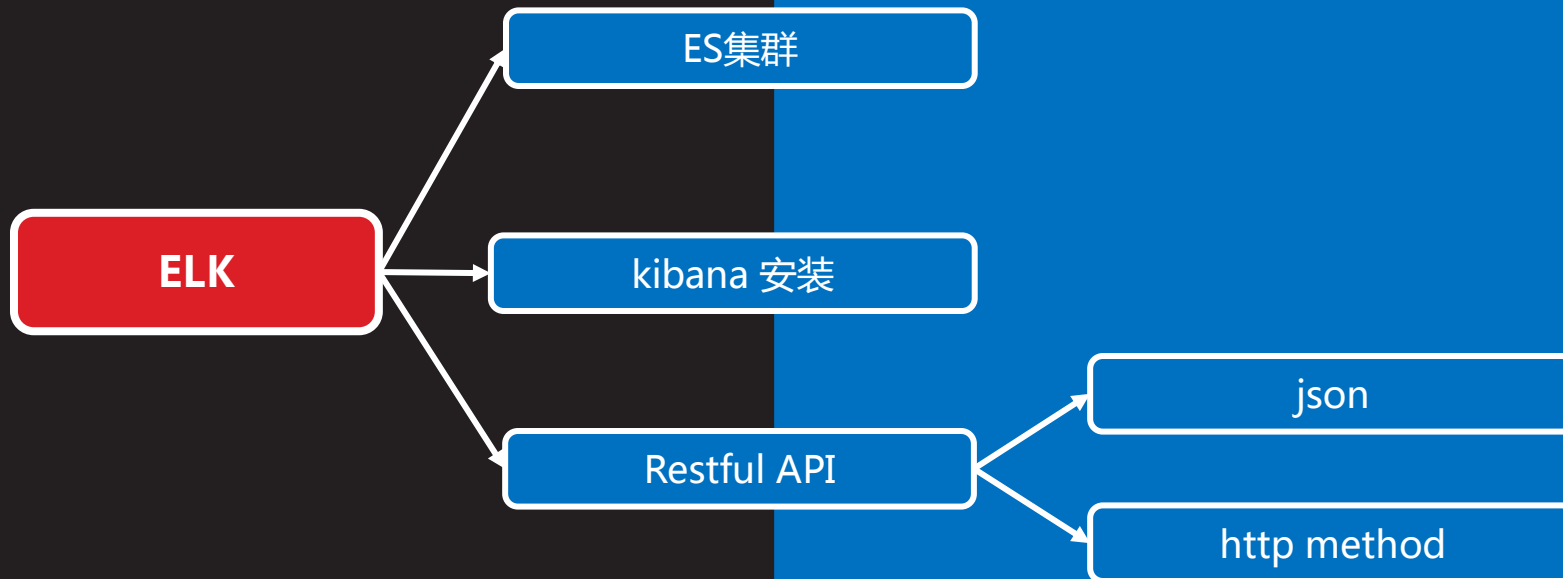 ES集群
ELK
kibana 安装
json
Restful API
http method